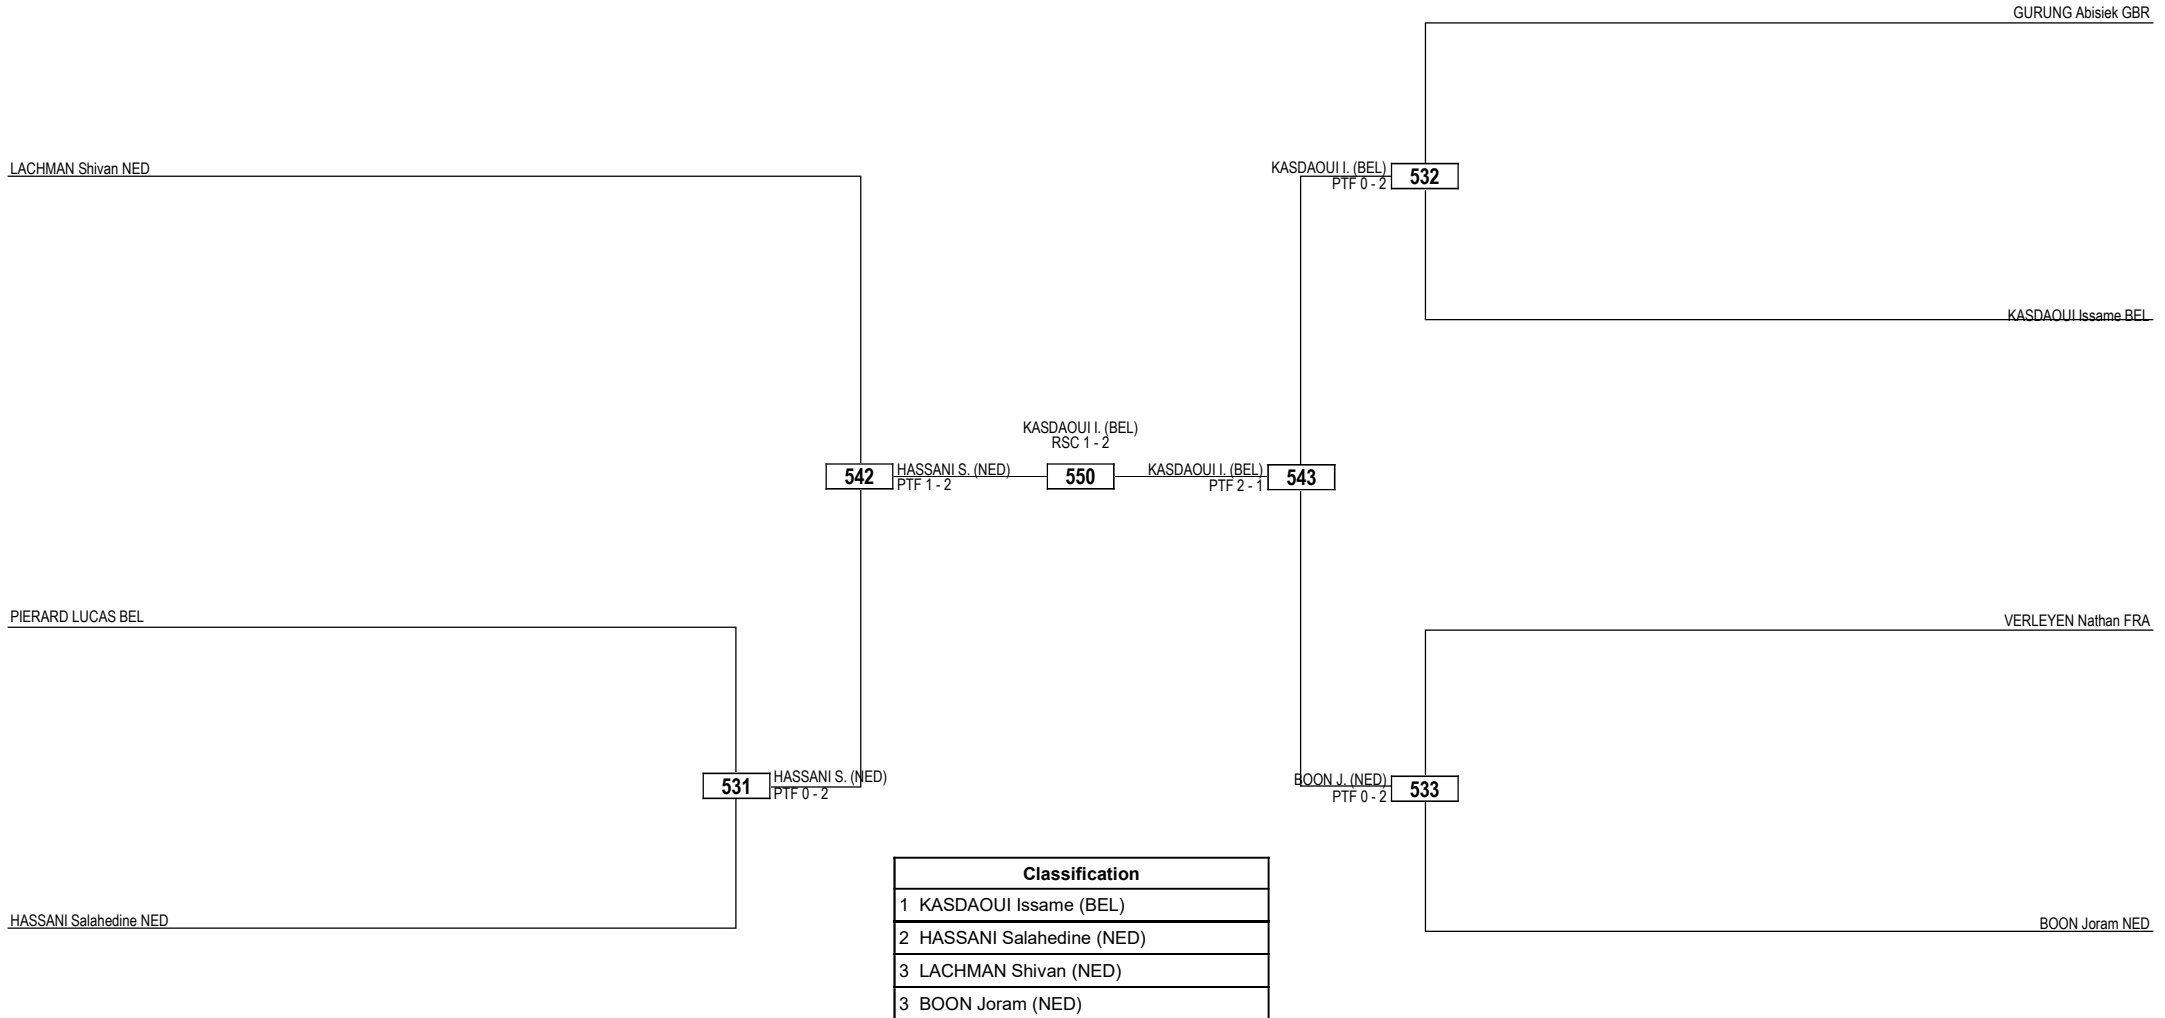 GURUNG Abisiek GBR
LACHMAN Shivan NED
KASDAOUI I. (BEL)
PTF 0 - 2
532
KASDAOUI Issame BEL
KASDAOUI I. (BEL)
RSC 1 - 2
542
HASSANI S. (NED)
PTF 1 - 2
550
KASDAOUI I. (BEL)
PTF 2 - 1
543
PIERARD LUCAS BEL
VERLEYEN Nathan FRA
531
HASSANI S. (NED)
PTF 0 - 2
BOON J. (NED)
PTF 0 - 2
533
HASSANI Salahedine NED
BOON Joram NED
Classification
1 KASDAOUI Issame (BEL)
2 HASSANI Salahedine (NED)
3 LACHMAN Shivan (NED)
3 BOON Joram (NED)